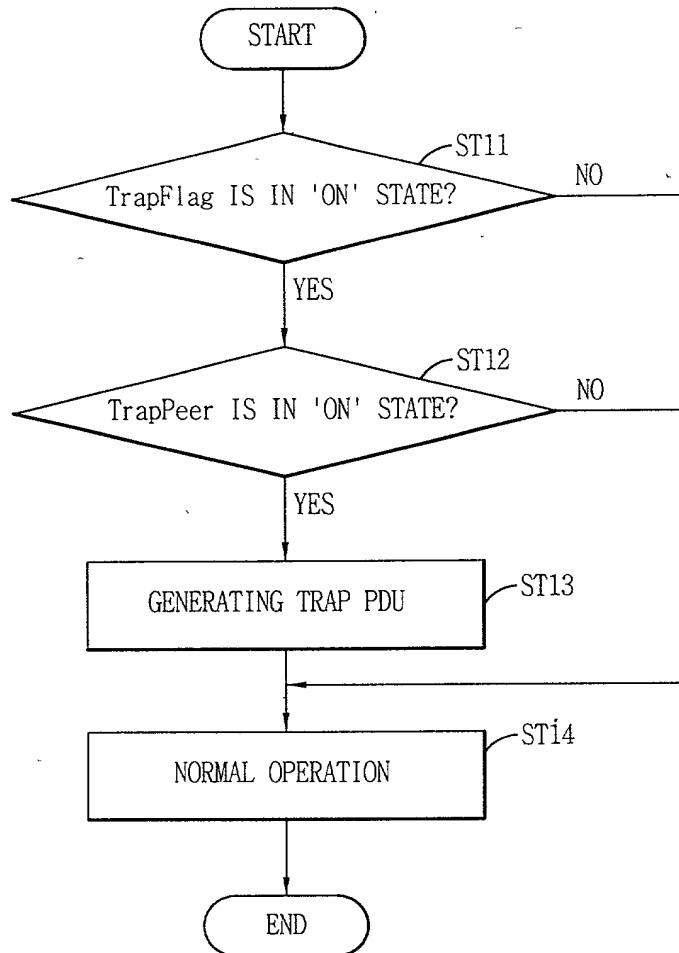 START
ST11
TrapFlag IS IN 'ON' STATE?
NO
YES
ST12
TrapPeer IS IN 'ON' STATE?
NO
YES
GENERATING TRAP PDU
ST13
NORMAL OPERATION
ST14
END